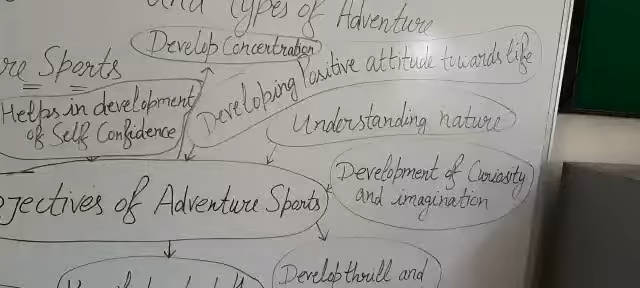 and Types of Adventure
re Sports
Develop Concentration
Developing Positive attitude towards life
Helps in development
of Self Confidence
Understanding nature
Development of Curiosity
and imagination
jectives of Adventure Sports
Develop thrill and